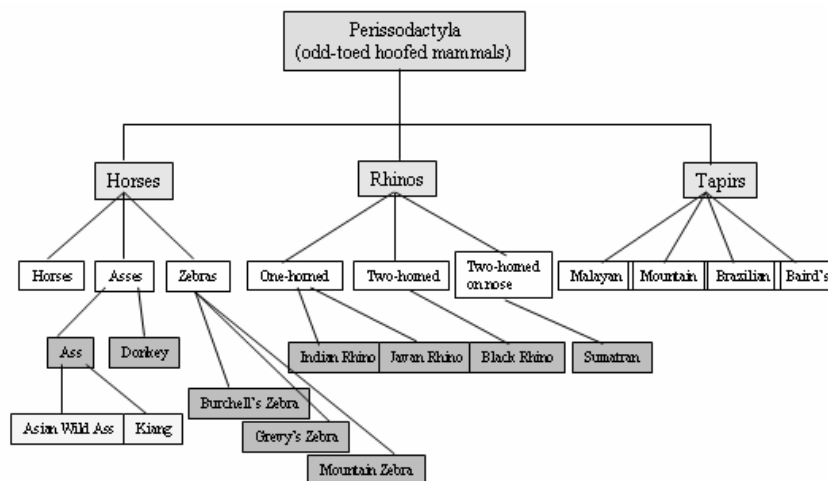 Perissodactyla
(odd-toed hoofed mammals)
Horses
Rhinos
Tapirs
Horses
Asses
Zebras
One-horned
Two-horned
Two-horned
on nose
Malayan
Mountain
Brazilian
Baird's
Ass
Donkey
Indian Rhino
Javan Rhino
Black Rhino
Sumatran
Burchell's Zebra
Asian Wild Ass
Kiang
Grevy's Zebra
Mountain Zebra